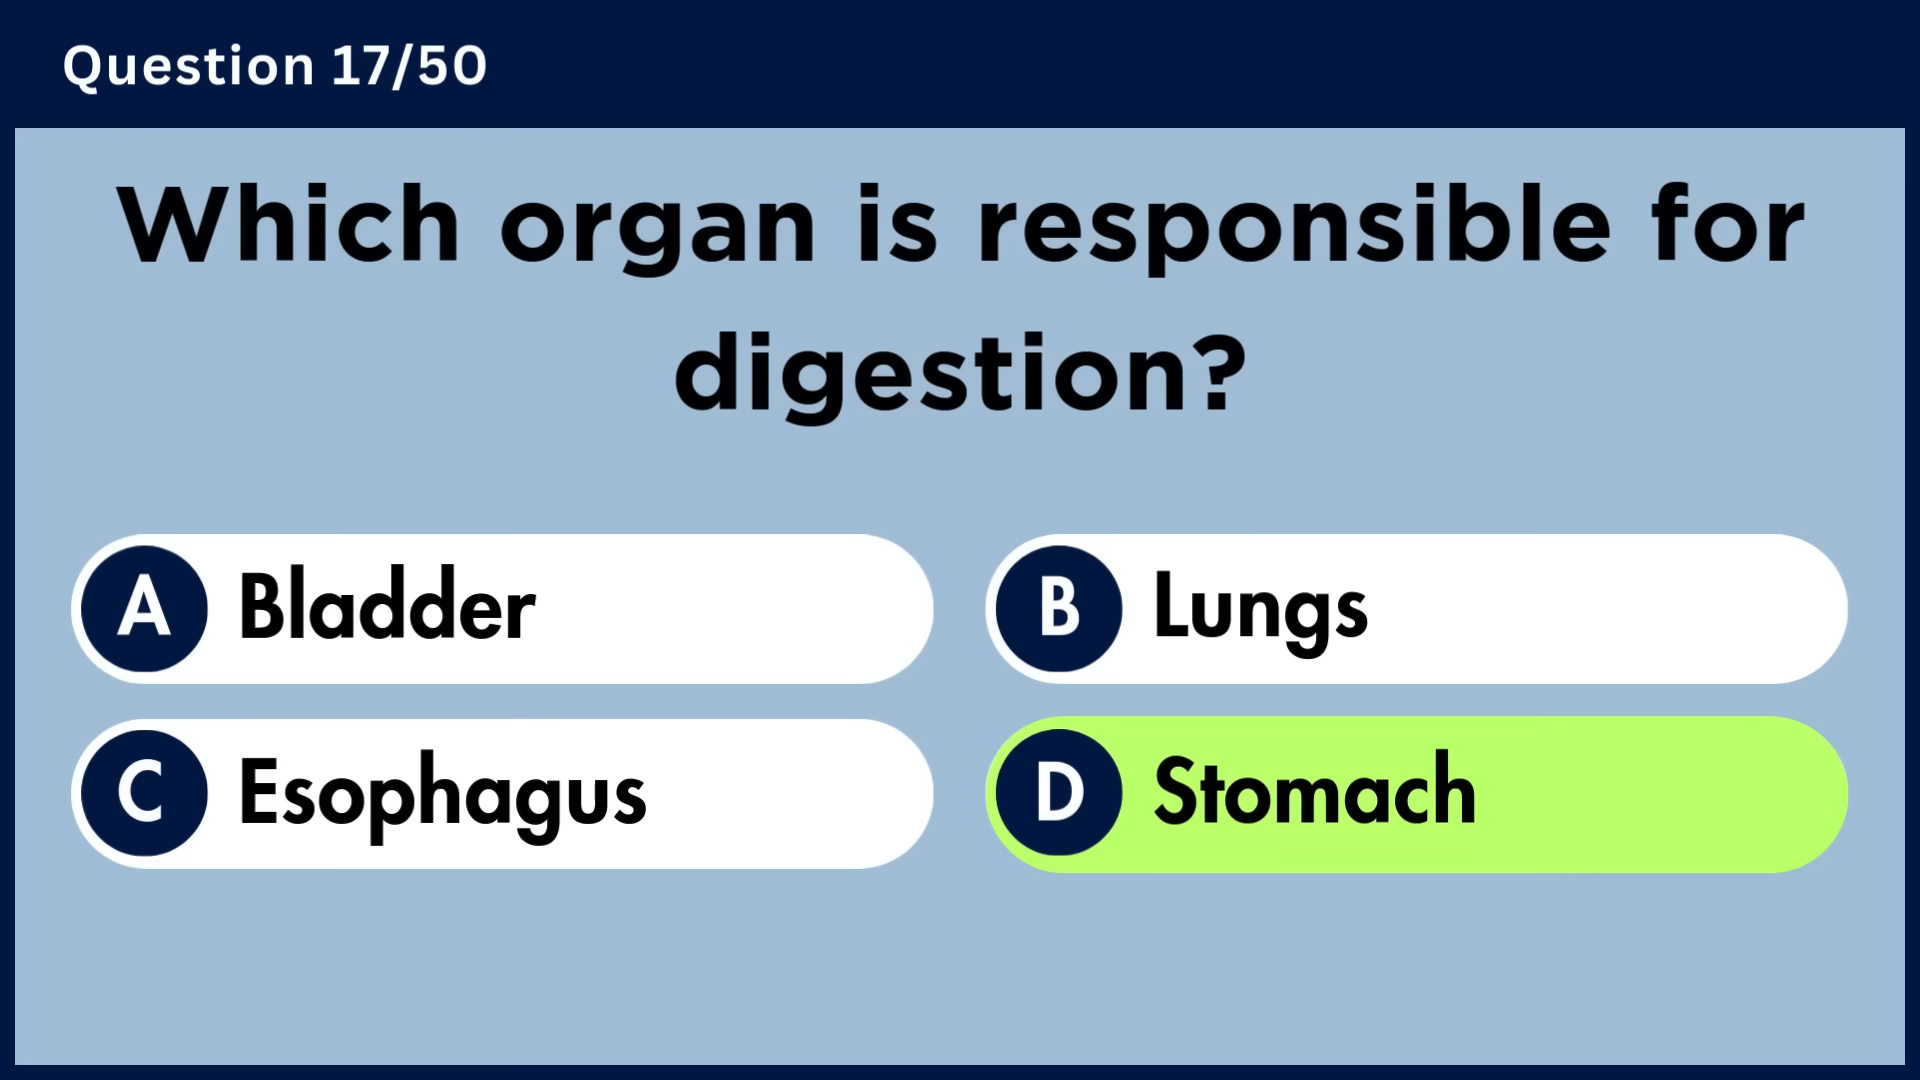 Question 17/50
Which organ is responsible for
digestion?
A Bladder
B Lungs
C Esophagus
D Stomach